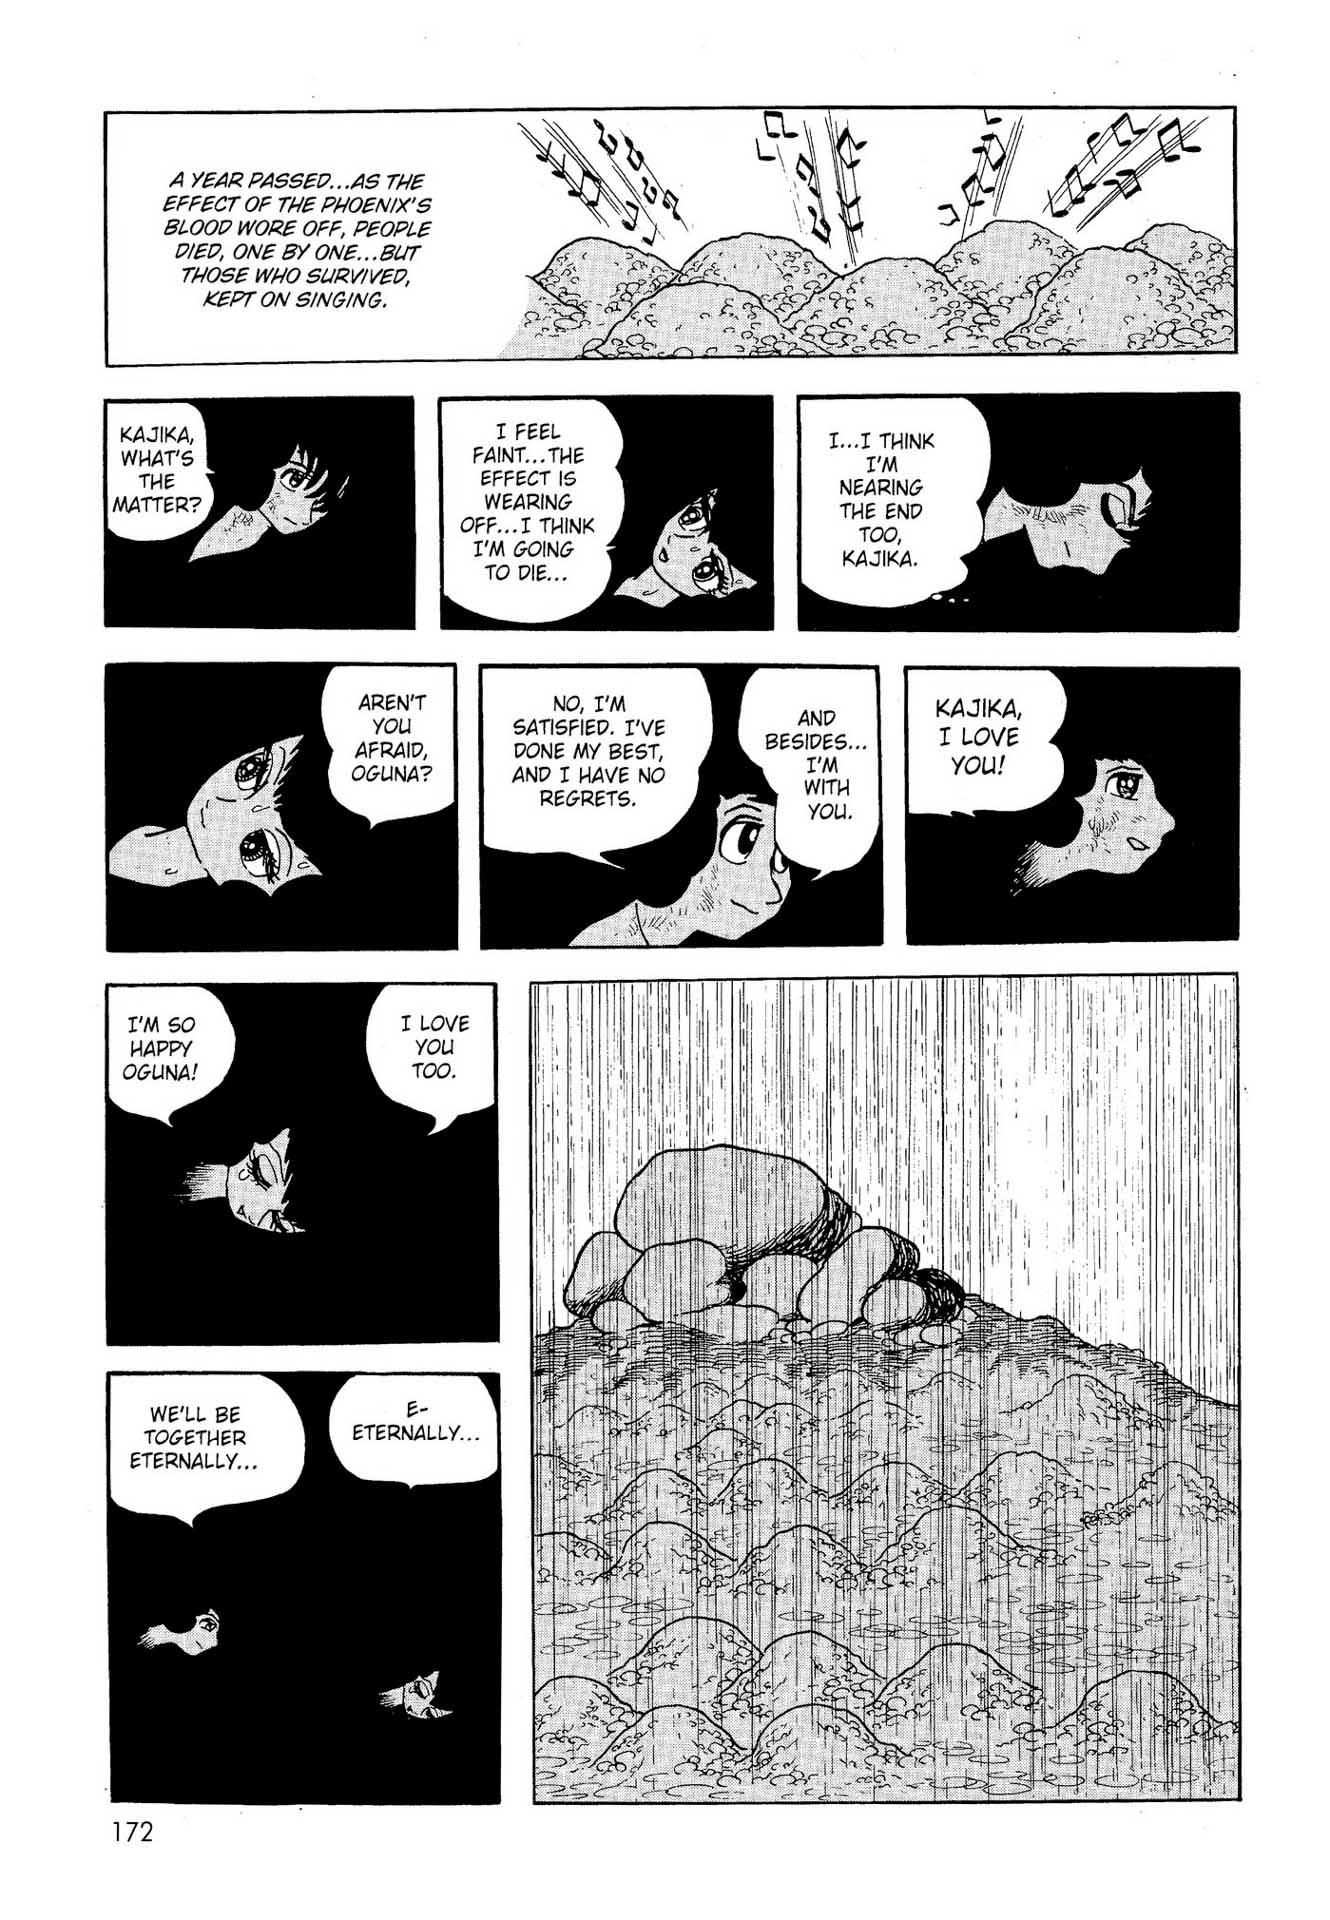 A YEAR PASSED...AS THE
EFFECT OF THE PHOENIX'S
BLOOD WORE OFF, PEOPLE
DIED, ONE BY ONE...BUT
THOSE WHO SURVIVED,
KEPT ON SINGING.
KAJIKA,
WHAT'S
THE
MATTER?
I FEEL
FAINT...THE
EFFECT IS
WEARING
OFF...I THINK
I'M GOING
TO DIE...
I...I THINK
I'M
NEARING
THE END
TOO,
KAJIKA.
AREN'T
YOU
AFRAID,
OGUNA?
NO, I'M
SATISFIED. I'VE
DONE MY BEST,
AND I HAVE NO
REGRETS.
AND
BESIDES...
I'M
WITH
YOU.
KAJIKA,
I LOVE
YOU!
I'M SO
HAPPY
OGUNA!
I LOVE
YOU
TOO.
WE'LL BE
TOGETHER
ETERNALLY...
E-
ETERNALLY...
172